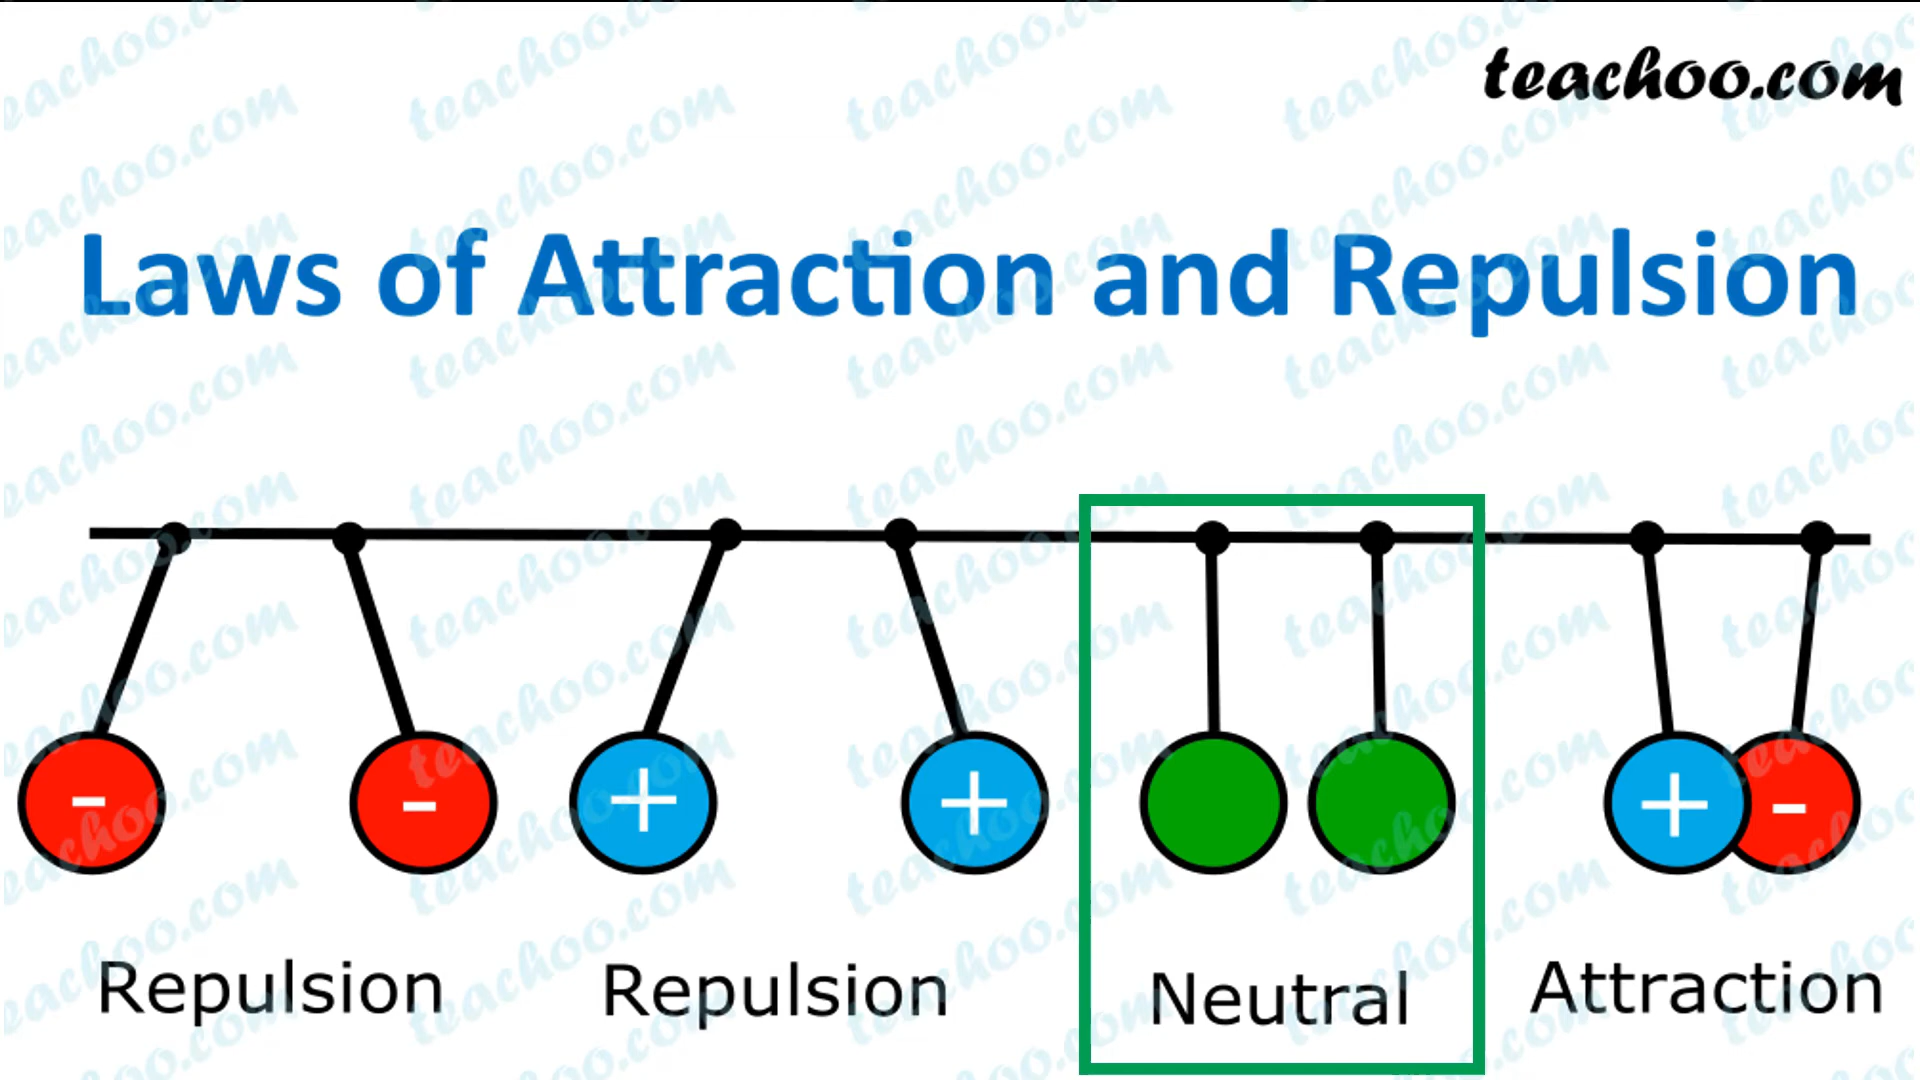 teachoo.com
Laws of Attraction and Repulsion
- - + + + -
Repulsion Repulsion Neutral Attraction